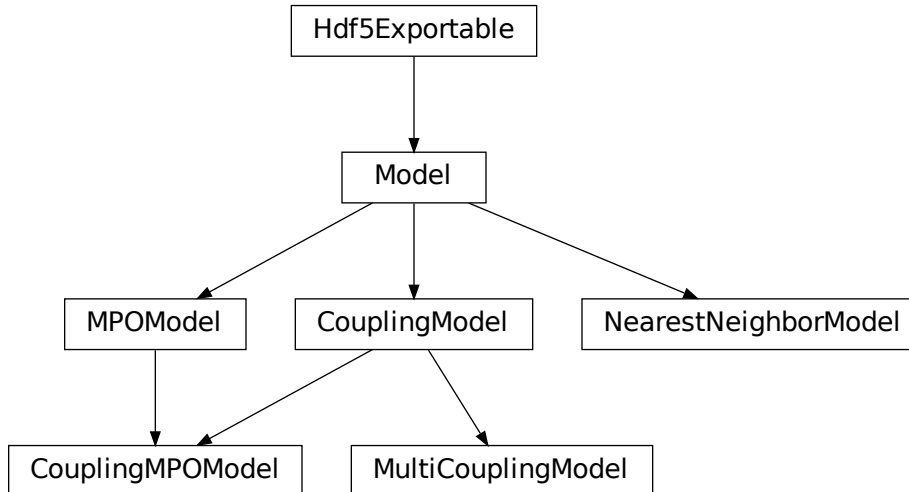 Hdf5Exportable
Model
MPOModel
CouplingModel
NearestNeighborModel
CouplingMPOModel
MultiCouplingModel